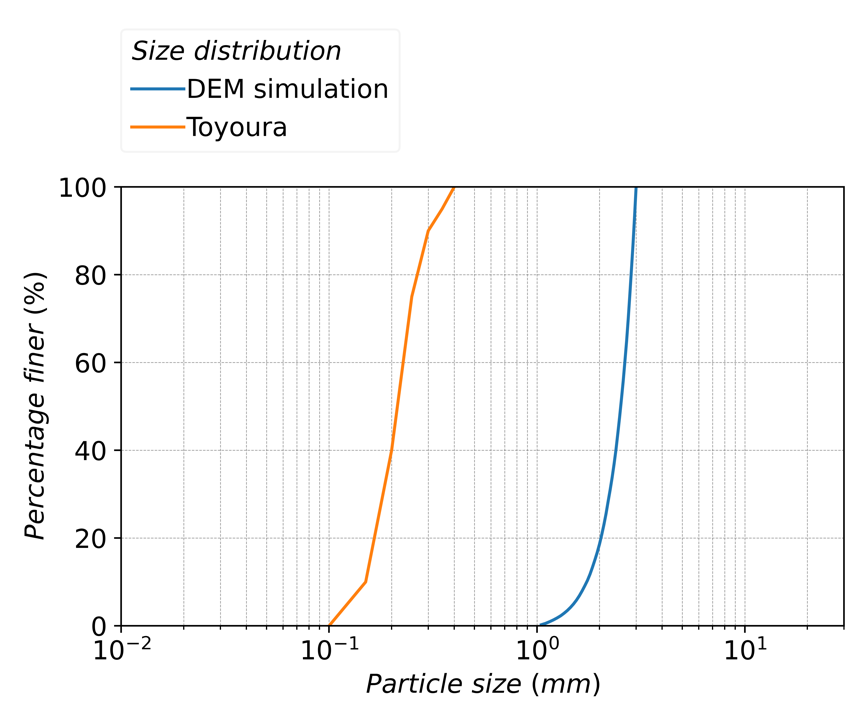 Size distribution
DEM simulation
Toyoura
100
80
60
40
20
0
Percentage finer (%)
10⁻² 10⁻¹ 10⁰ 10¹
Particle size (mm)